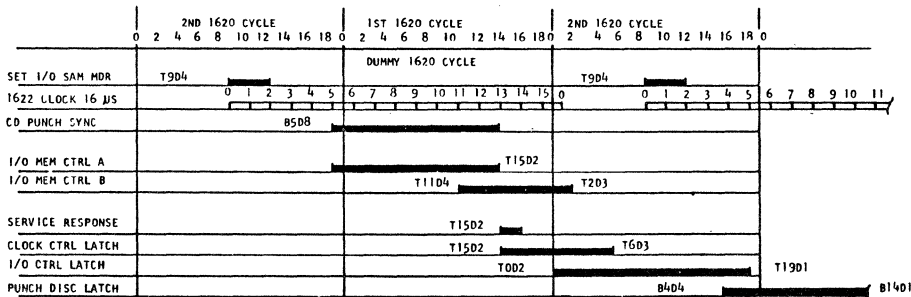 2ND 1620 CYCLE 1ST 1620 CYCLE 2ND 1620 CYCLE
0 2 4 6 8 10 12 14 16 18 0 2 4 6 8 10 12 14 16 18 0 2 4 6 8 10 12 14 16 18 0
DUMMY 1620 CYCLE
SET I/O SAM MDR T9D4 T9D4
0 1 2 3 4 5 6 7 8 9 10 11 12 13 14 15 0 0 1 2 3 4 5 6 7 8 9 10 11
1622 CLOCK 16 μS
CD PUNCH SYNC B5D8
I/O MEM CTRL A T15D2
I/O MEM CTRL B T11D4 T2D3
SERVICE RESPONSE T15D2
CLOCK CTRL LATCH T15D2 T6D3
I/O CTRL LATCH T0D2 T19D1
PUNCH DISC LATCH B4D4 B14D1